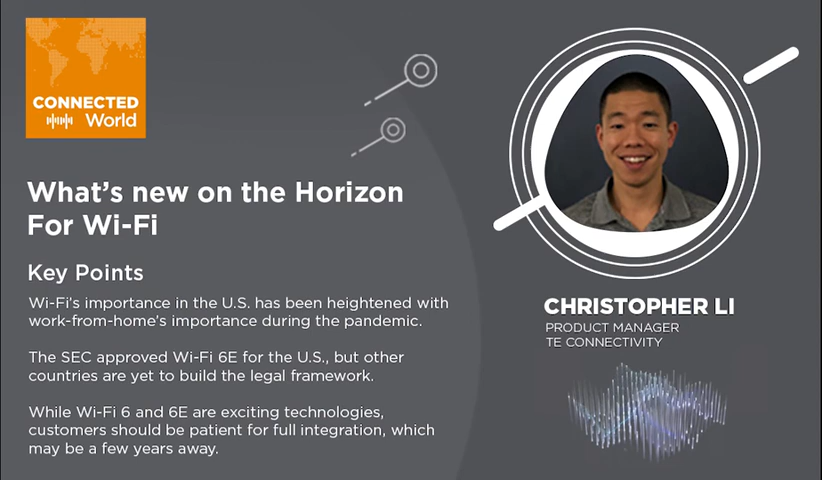 CONNECTED
World
What's new on the Horizon
For Wi-Fi
Key Points
Wi-Fi's importance in the U.S. has been heightened with
work-from-home's importance during the pandemic.
The SEC approved Wi-Fi 6E for the U.S., but other
countries are yet to build the legal framework.
While Wi-Fi 6 and 6E are exciting technologies,
customers should be patient for full integration, which
may be a few years away.
CHRISTOPHER LI
PRODUCT MANAGER
TE CONNECTIVITY